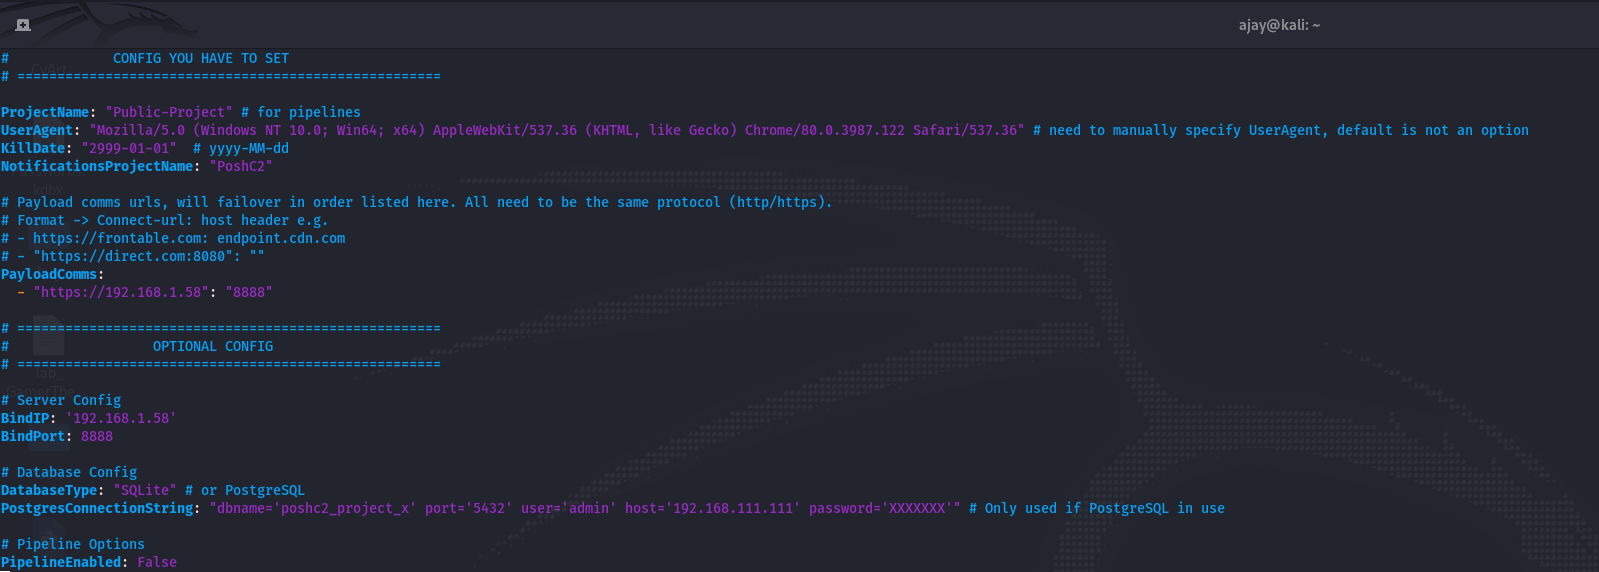 ajay@kali: ~
# CONFIG YOU HAVE TO SET
# =====================================================
ProjectName: "Public-Project" # for pipelines
UserAgent: "Mozilla/5.0 (Windows NT 10.0; Win64; x64) AppleWebKit/537.36 (KHTML, like Gecko) Chrome/80.0.3987.122 Safari/537.36" # need to manually specify UserAgent, default is not an option
KillDate: "2999-01-01"  # yyyy-MM-dd
NotificationsProjectName: "PoshC2"
kdbx
# Payload comms urls, will failover in order listed here. All need to be the same protocol (http/https).
# Format -> Connect-url: host header e.g.
# - https://frontable.com: endpoint.cdn.com
# - "https://direct.com:8080": ""
PayloadComms:
  - "https://192.168.1.58": "8888"
# =====================================================
# OPTIONAL CONFIG
# =====================================================
# Server Config
BindIP: '192.168.1.58'
BindPort: 8888
# Database Config
DatabaseType: "SQLite" # or PostgreSQL
PostgresConnectionString: "dbname='poshc2_project_x' port='5432' user='admin' host='192.168.111.111' password='XXXXXXX'" # Only used if PostgreSQL in use
# Pipeline Options
PipelineEnabled: False